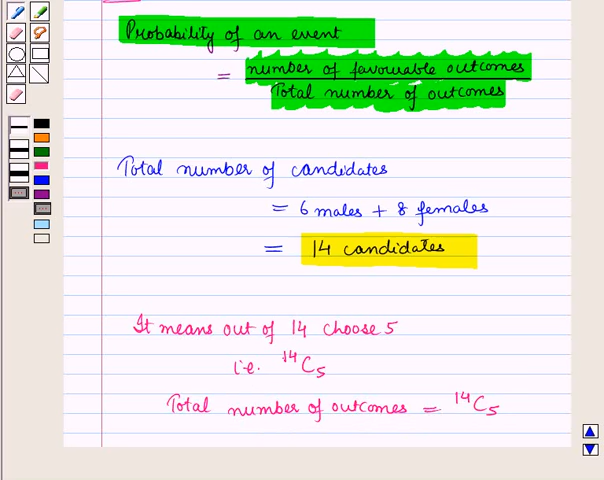 Probability of an event
= number of favourable outcomes
Total number of outcomes
Total number of candidates
= 6 males + 8 females
= 14 candidates
It means out of 14 choose 5
i.e. ¹⁴C₅
Total number of outcomes = ¹⁴C₅